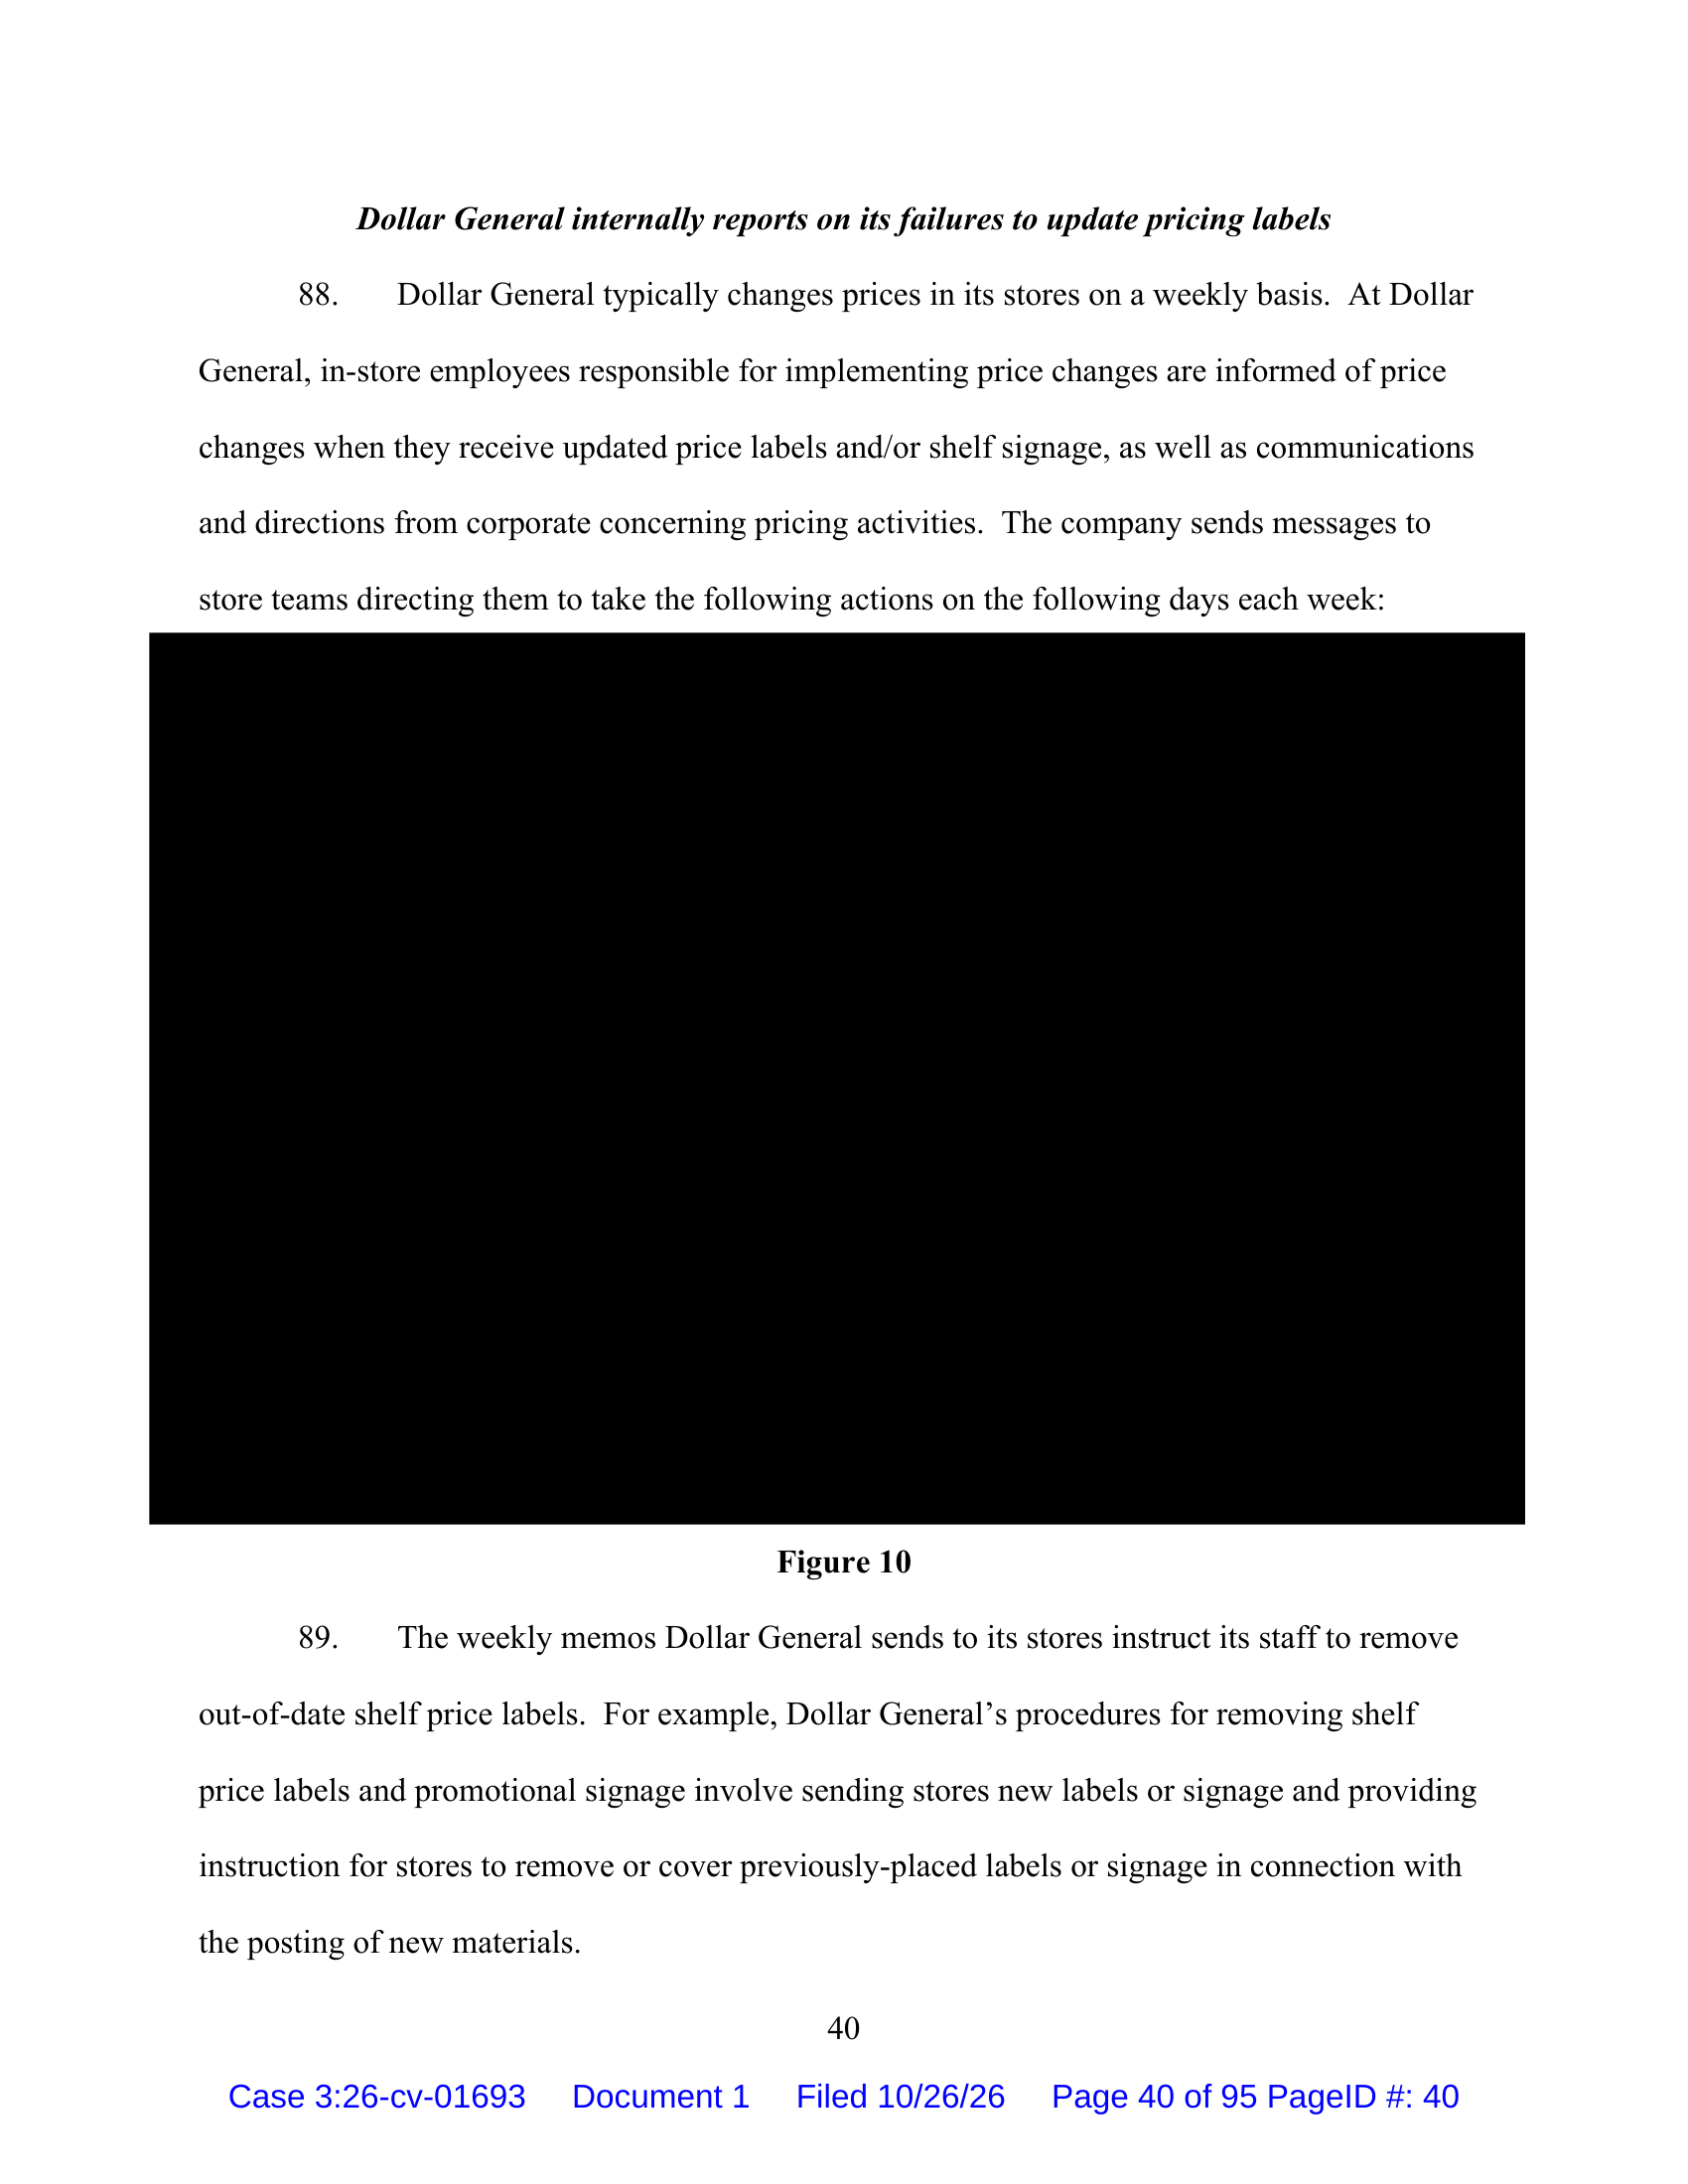 Dollar General internally reports on its failures to update pricing labels
88. Dollar General typically changes prices in its stores on a weekly basis. At Dollar
General, in-store employees responsible for implementing price changes are informed of price
changes when they receive updated price labels and/or shelf signage, as well as communications
and directions from corporate concerning pricing activities. The company sends messages to
store teams directing them to take the following actions on the following days each week:
Figure 10
89. The weekly memos Dollar General sends to its stores instruct its staff to remove
out-of-date shelf price labels. For example, Dollar General’s procedures for removing shelf
price labels and promotional signage involve sending stores new labels or signage and providing
instruction for stores to remove or cover previously-placed labels or signage in connection with
the posting of new materials.
40
Case 3:26-cv-01693 Document 1 Filed 10/26/26 Page 40 of 95 PageID #: 40